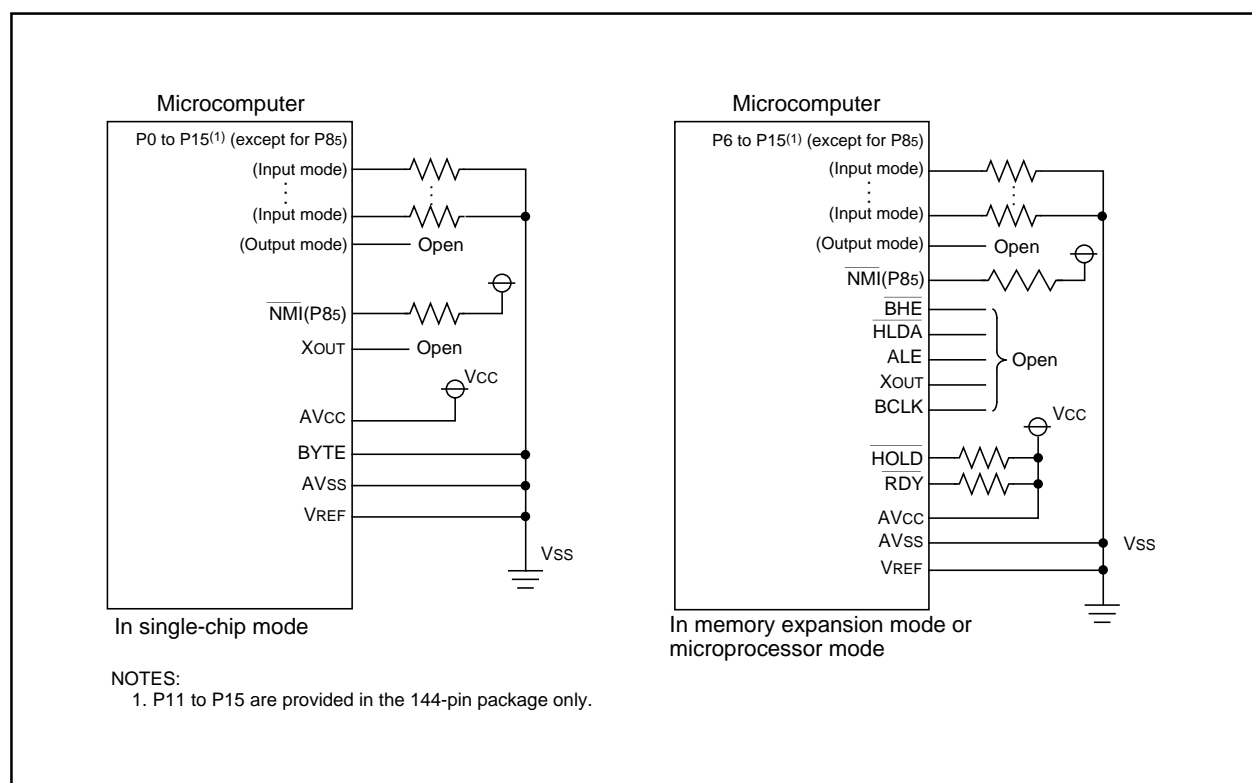 Microcomputer
P0 to P15(1) (except for P85)
(Input mode)
(Input mode)
(Output mode)
Open
NMI(P85)
XOUT
Open
VCC
AVCC
BYTE
AVSS
VREF
VSS
In single-chip mode
Microcomputer
P6 to P15(1) (except for P85)
(Input mode)
(Input mode)
(Output mode)
Open
NMI(P85)
BHE
HLDA
ALE
Open
XOUT
BCLK
VCC
HOLD
RDY
AVCC
AVSS
VSS
VREF
In memory expansion mode or
microprocessor mode
NOTES:
1. P11 to P15 are provided in the 144-pin package only.